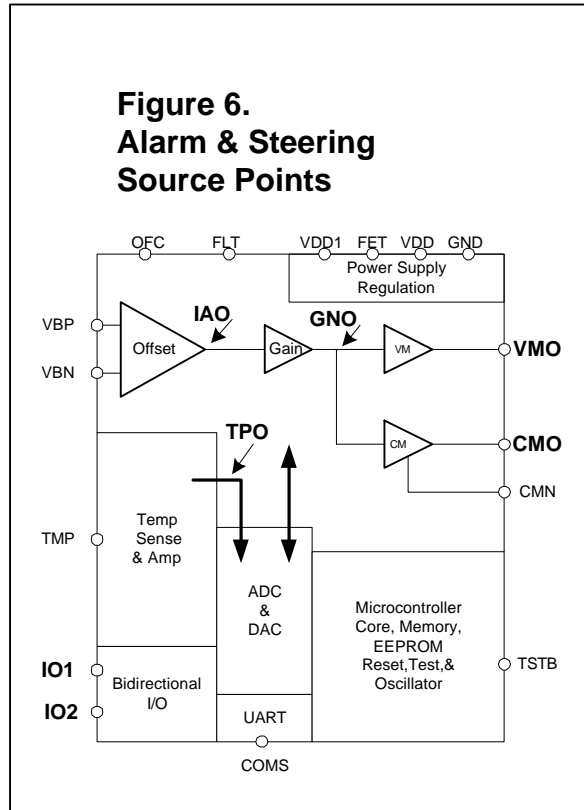 Figure 6.
Alarm & Steering
Source Points
OFC FLT VDD1 FET VDD GND
Power Supply
Regulation
VBP
VBN
Offset
IAO
Gain
GNO
VM
VMO
CM
CMO
CMN
TPO
TMP
Temp
Sense
& Amp
ADC
&
DAC
Microcontroller
Core, Memory,
EEPROM
Reset,Test,&
Oscillator
TSTB
IO1
IO2
Bidirectional
I/O
UART
COMS